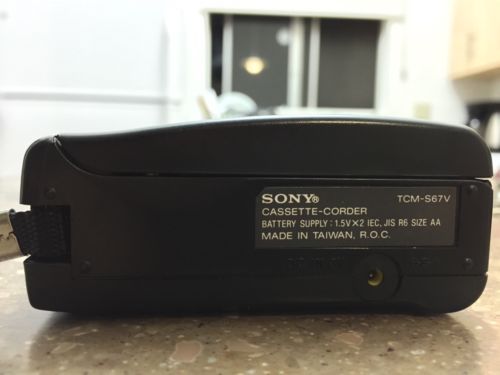 SONY®
TCM-S67V
CASSETTE-CORDER
BATTERY SUPPLY: 1.5V×2 IEC, JIS R6 SIZE AA
MADE IN TAIWAN, R.O.C.